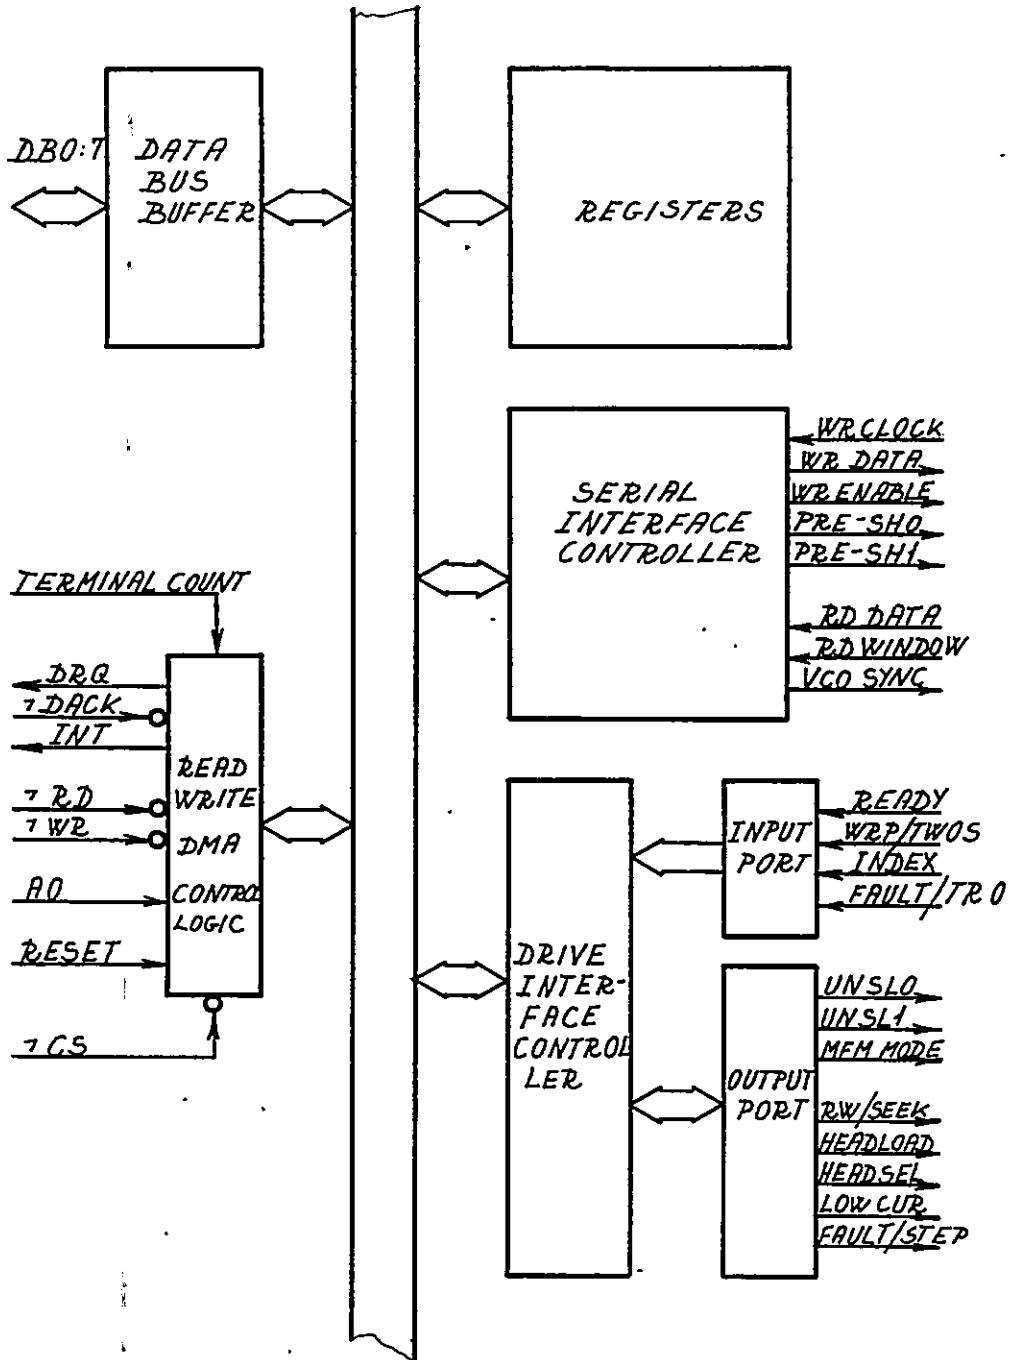 DB0:7
DATA
BUS
BUFFER
REGISTERS
SERIAL
INTERFACE
CONTROLLER
WR CLOCK
WR DATA
WR ENABLE
PRE-SH0
PRE-SH1
RD DATA
RD WINDOW
VCO SYNC
TERMINAL COUNT
DRQ
¬DACK
INT
¬RD
¬WR
A0
RESET
¬CS
READ
WRITE
DMA
CONTROL
LOGIC
DRIVE
INTER-
FACE
CONTROL
LER
INPUT
PORT
READY
WRP/TWOS
INDEX
FAULT/TR0
OUTPUT
PORT
UNSL0
UNSL1
MFM MODE
RW/SEEK
HEADLOAD
HEADSEL
LOW CUR
FAULT/STEP